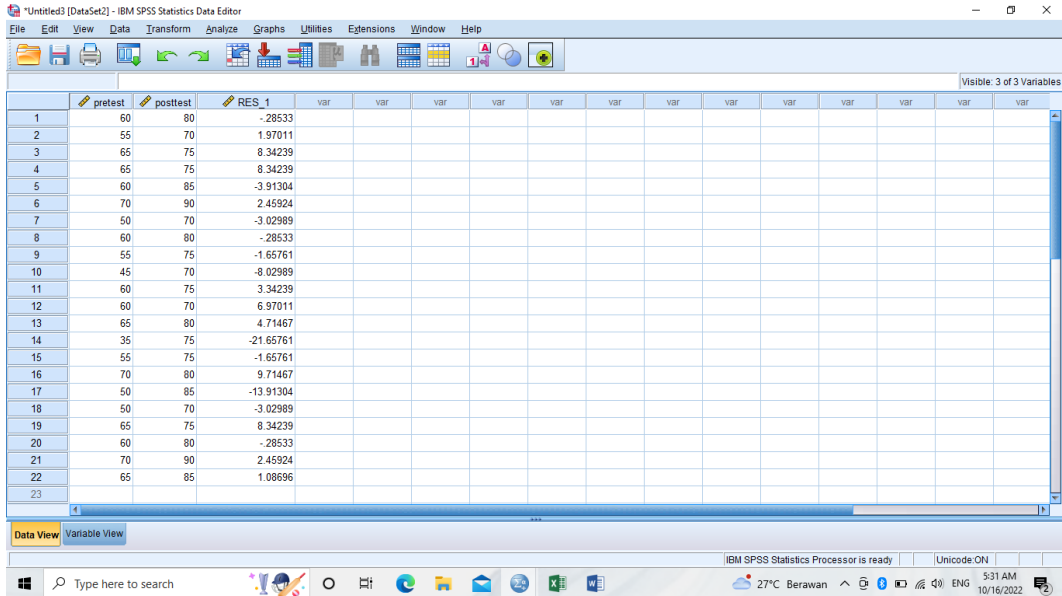 *Untitled3 [DataSet2] - IBM SPSS Statistics Data Editor
File Edit View Data Transform Analyze Graphs Utilities Extensions Window Help
Visible: 3 of 3 Variables
pretest posttest RES_1 var var var var var var var var var var var var var
1 60 80 -.28533
2 55 70 1.97011
3 65 75 8.34239
4 65 75 8.34239
5 60 85 -3.91304
6 70 90 2.45924
7 50 70 -3.02989
8 60 80 -.28533
9 55 75 -1.65761
10 45 70 -8.02989
11 60 75 3.34239
12 60 70 6.97011
13 65 80 4.71467
14 35 75 -21.65761
15 55 75 -1.65761
16 70 80 9.71467
17 50 85 -13.91304
18 50 70 -3.02989
19 65 75 8.34239
20 60 80 -.28533
21 70 90 2.45924
22 65 85 1.08696
23
Data View Variable View
IBM SPSS Statistics Processor is ready Unicode:ON
Type here to search 27°C Berawan ENG 5:31 AM
10/16/2022